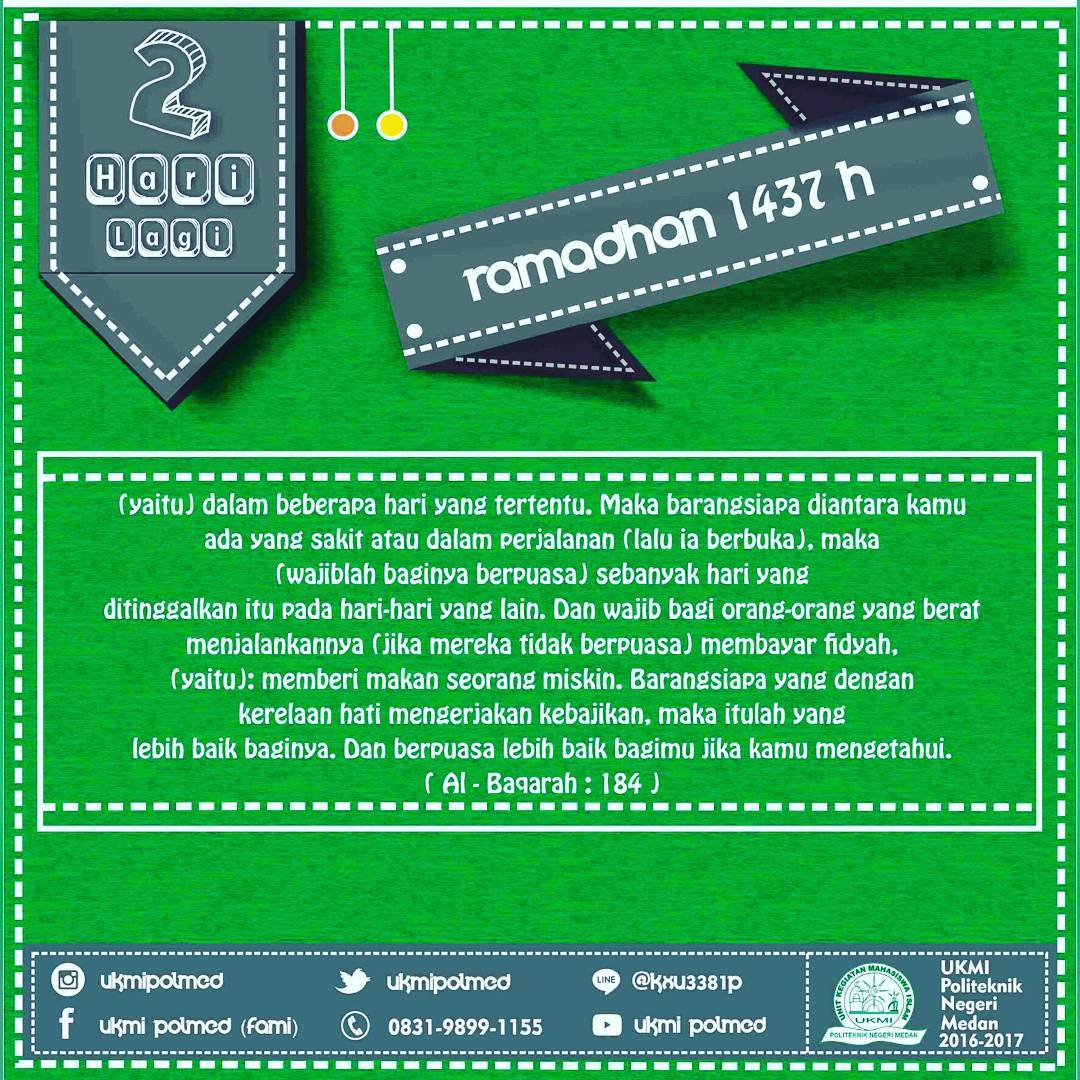 2
Hari
Lagi
ramadhan 1437 h
(yaitu) dalam beberapa hari yang tertentu. Maka barangsiapa diantara kamu
ada yang sakit atau dalam perjalanan (lalu ia berbuka), maka
(wajiblah baginya berpuasa) sebanyak hari yang
ditinggalkan itu pada hari-hari yang lain. Dan wajib bagi orang-orang yang berat
menjalankannya (jika mereka tidak berpuasa) membayar fidyah,
(yaitu): memberi makan seorang miskin. Barangsiapa yang dengan
kerelaan hati mengerjakan kebajikan, maka itulah yang
lebih baik baginya. Dan berpuasa lebih baik bagimu jika kamu mengetahui.
( Al - Baqarah : 184 )
ukmipolmed
ukmipolmed
LINE @kxu3381p
ukmi polmed (fami)
0831-9899-1155
ukmi polmed
UNIT KEGIATAN MAHASISWA ISLAM
UKMI
POLITEKNIK NEGERI MEDAN
UKMI
Politeknik
Negeri
Medan
2016-2017